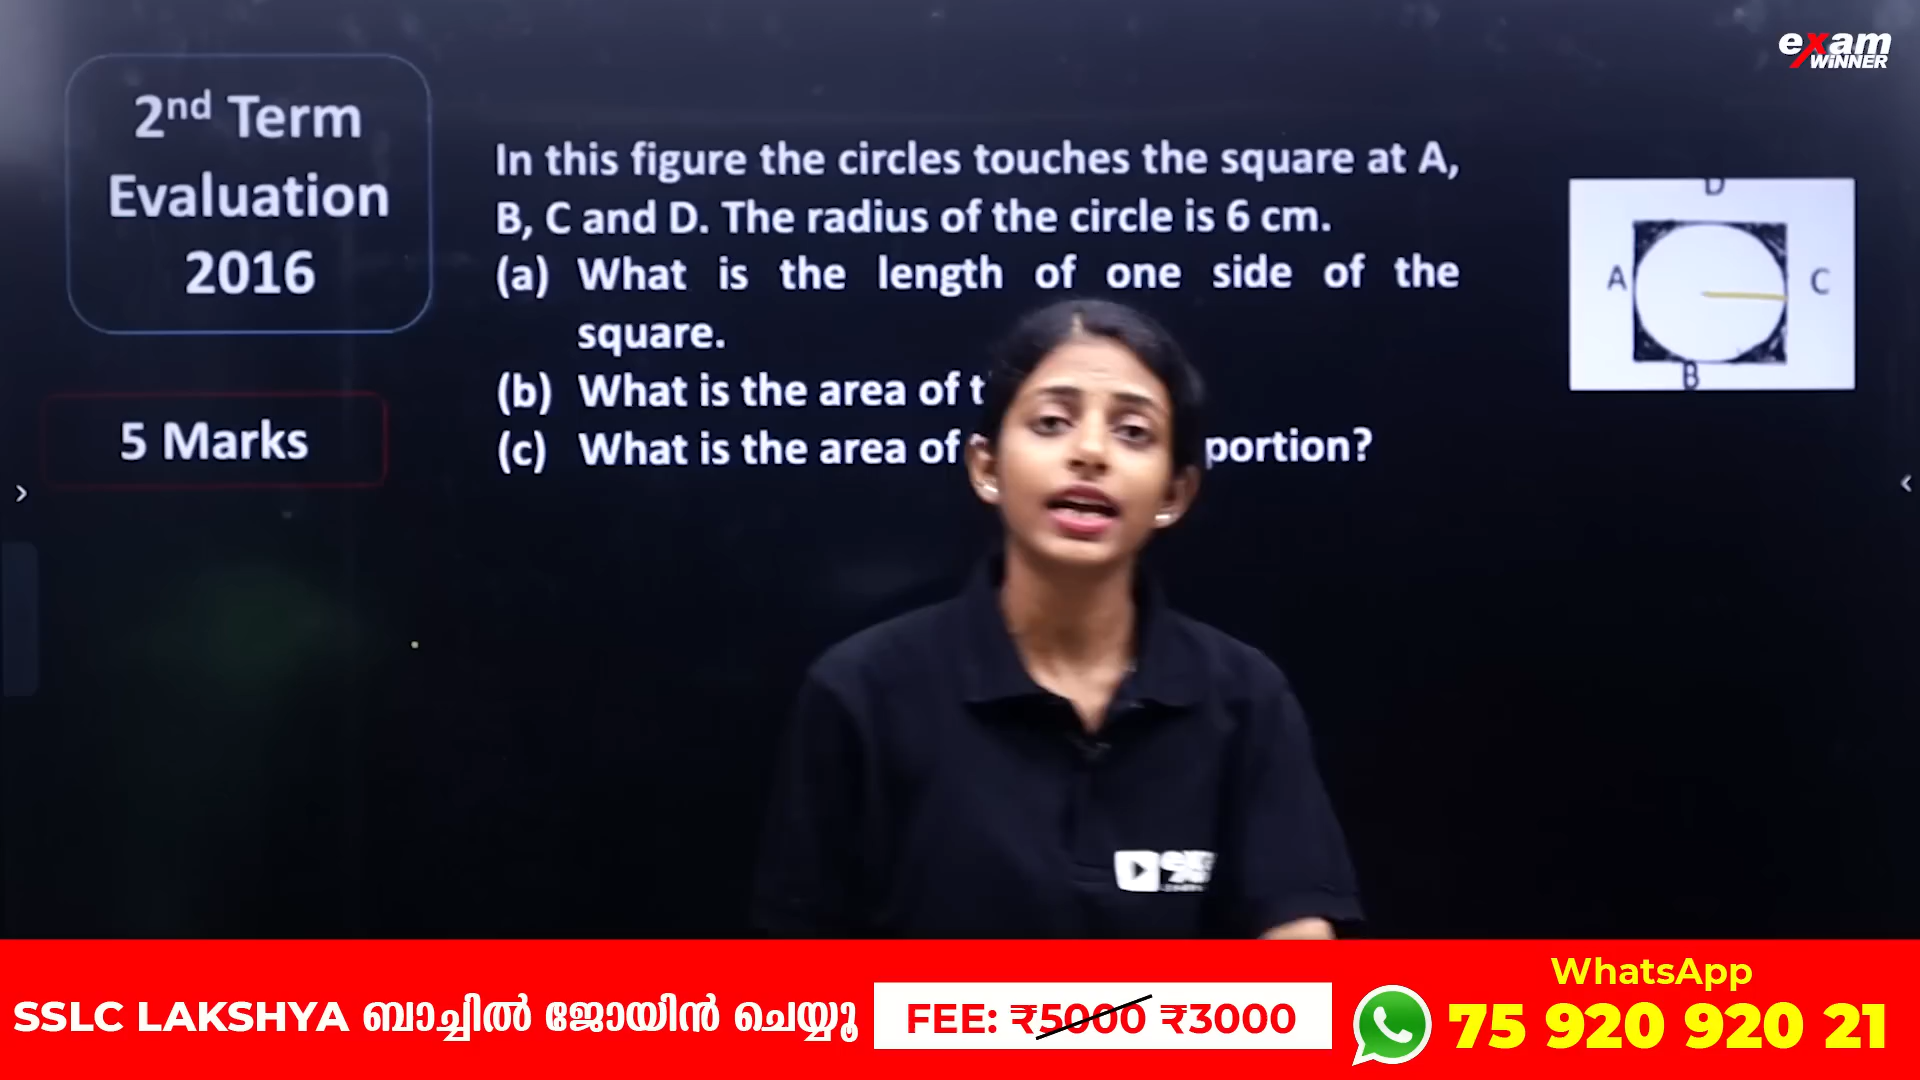 exam
WiNNER
2nd Term
Evaluation
2016
5 Marks
In this figure the circles touches the square at A,
B, C and D. The radius of the circle is 6 cm.
(a) What is the length of one side of the
square.
(b) What is the area of
(c) What is the area of portion?
D
A
C
B
SSLC LAKSHYA ബാച്ചിൽ ജോയിൻ ചെയ്യൂ
FEE: ₹5000 ₹3000
WhatsApp
75 920 920 21